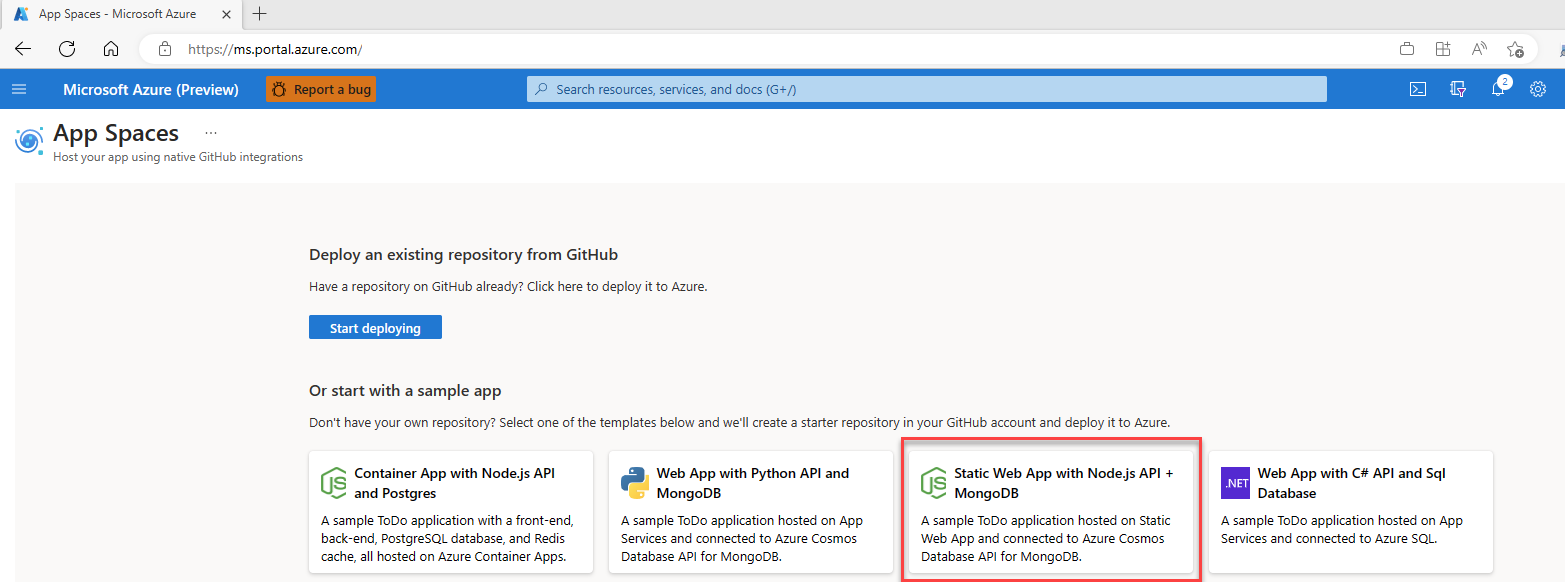 App Spaces - Microsoft Azure
https://ms.portal.azure.com/
Microsoft Azure (Preview)
Report a bug
Search resources, services, and docs (G+/)
2
App Spaces
...
Host your app using native GitHub integrations
Deploy an existing repository from GitHub
Have a repository on GitHub already? Click here to deploy it to Azure.
Start deploying
Or start with a sample app
Don't have your own repository? Select one of the templates below and we'll create a starter repository in your GitHub account and deploy it to Azure.
JS
Container App with Node.js API
and Postgres
A sample ToDo application with a front-end,
back-end, PostgreSQL database, and Redis
cache, all hosted on Azure Container Apps.
Web App with Python API and
MongoDB
A sample ToDo application hosted on App
Services and connected to Azure Cosmos
Database API for MongoDB.
JS
Static Web App with Node.js API +
MongoDB
A sample ToDo application hosted on Static
Web App and connected to Azure Cosmos
Database API for MongoDB.
.NET
Web App with C# API and Sql
Database
A sample ToDo application hosted on App
Services and connected to Azure SQL.